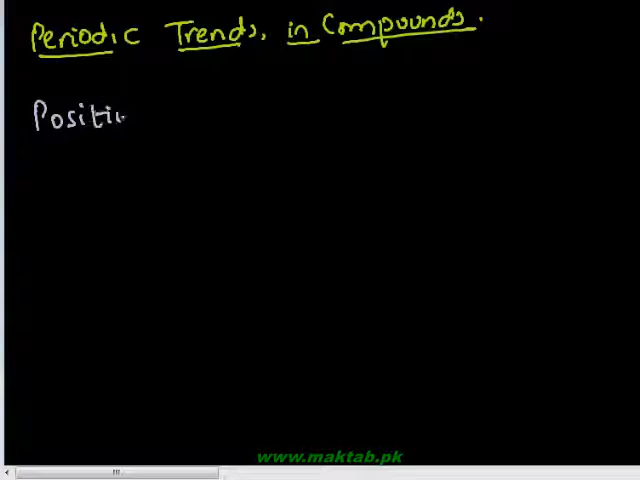 Periodic Trends, in Compounds.
Positi
www.maktab.pk